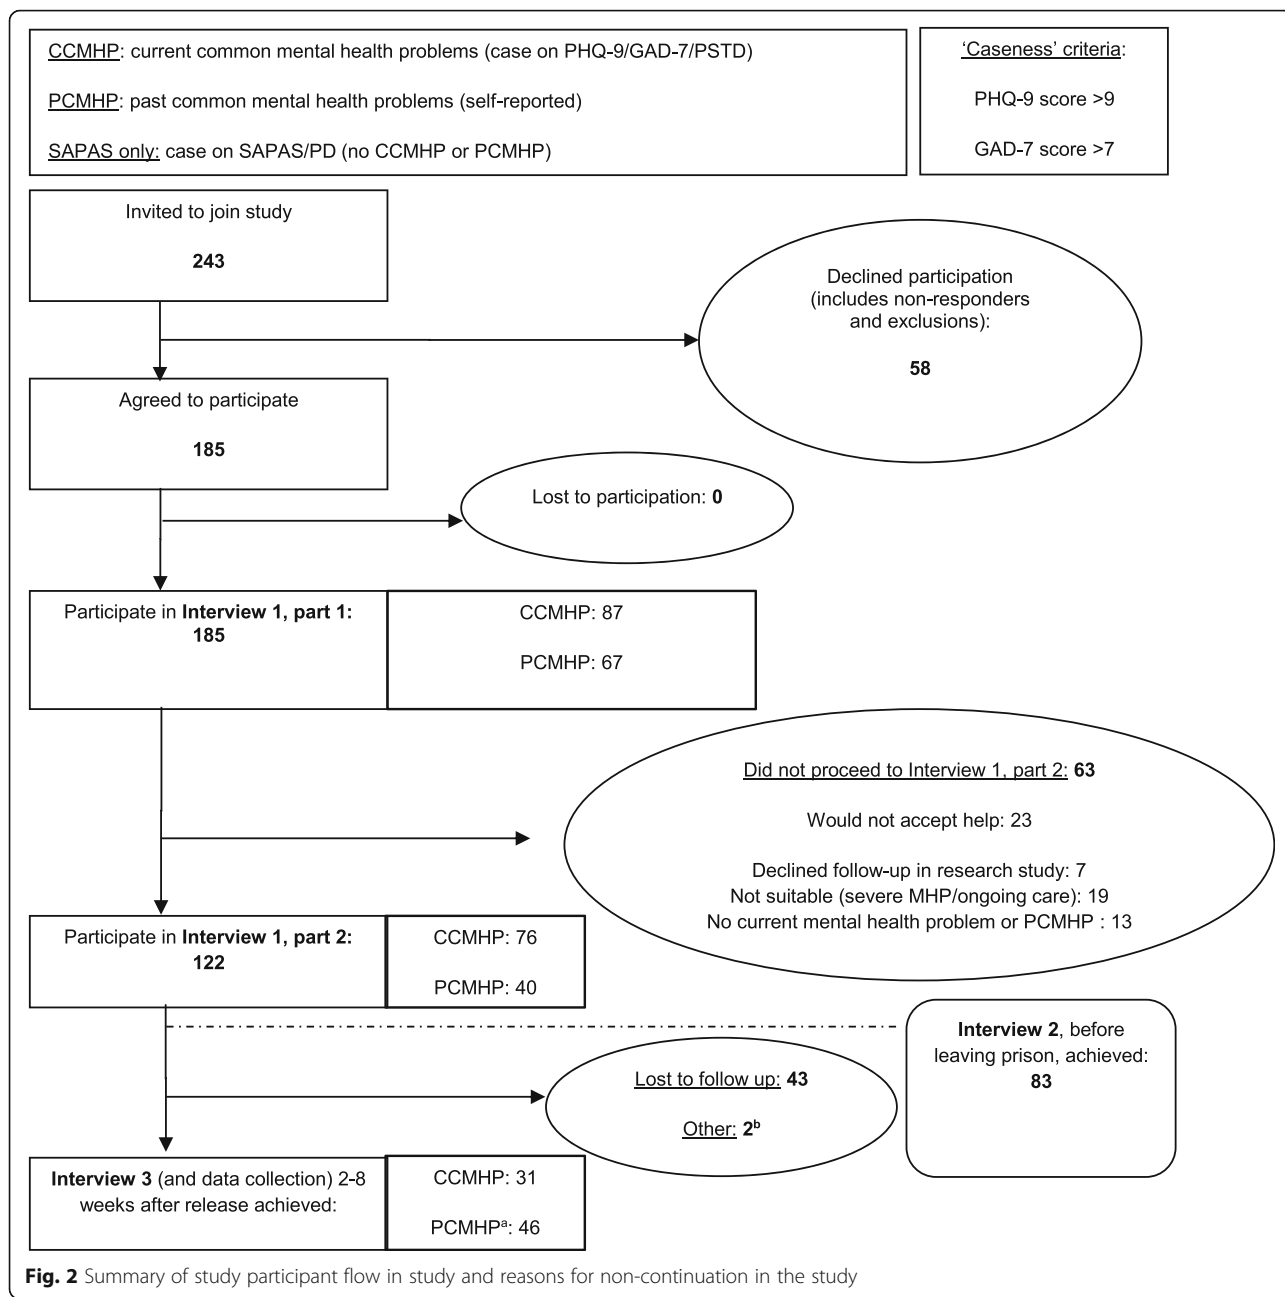 CCMHP: current common mental health problems (case on PHQ-9/GAD-7/PSTD)
PCMHP: past common mental health problems (self-reported)
SAPAS only: case on SAPAS/PD (no CCMHP or PCMHP)
'Caseness' criteria:
PHQ-9 score >9
GAD-7 score >7
Invited to join study
243
Declined participation
(includes non-responders
and exclusions):
58
Agreed to participate
185
Lost to participation: 0
Participate in Interview 1, part 1:
185
CCMHP: 87
PCMHP: 67
Did not proceed to Interview 1, part 2: 63
Would not accept help: 23
Declined follow-up in research study: 7
Not suitable (severe MHP/ongoing care): 19
No current mental health problem or PCMHP : 13
Participate in Interview 1, part 2:
122
CCMHP: 76
PCMHP: 40
Interview 2, before
leaving prison, achieved:
83
Lost to follow up: 43
Other: 2b
Interview 3 (and data collection) 2-8
weeks after release achieved:
CCMHP: 31
PCMHPa: 46
Fig. 2 Summary of study participant flow in study and reasons for non-continuation in the study